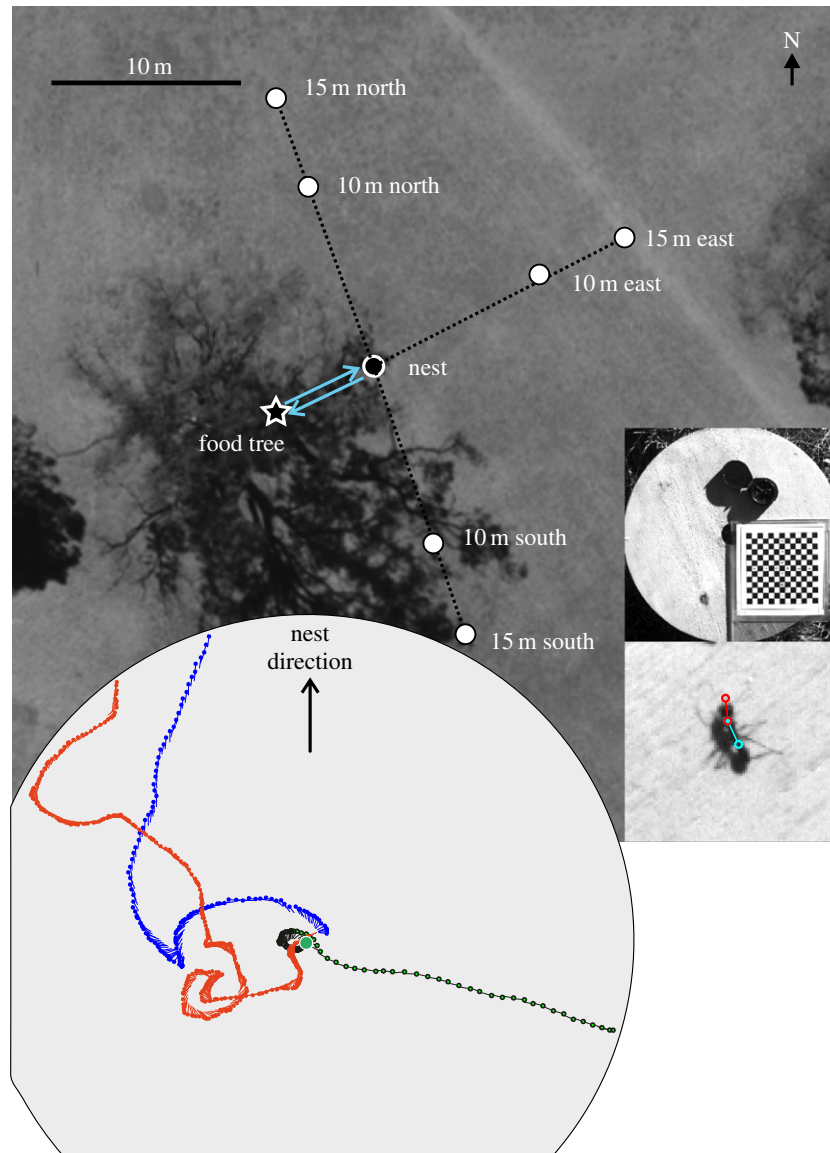 N
10 m
15 m north
10 m north
15 m east
10 m east
nest
food tree
10 m south
15 m south
nest
direction